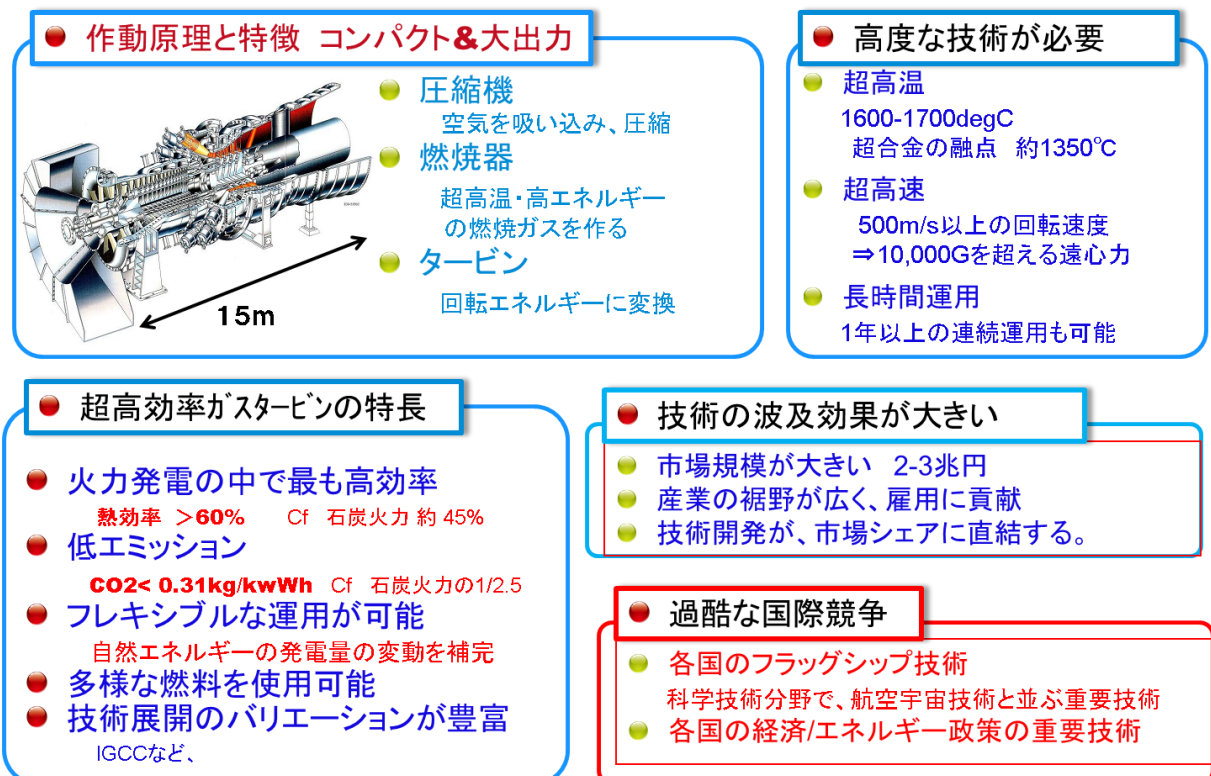 作動原理と特徴 コンパクト&大出力
圧縮機
空気を吸い込み、圧縮
燃焼器
超高温・高エネルギー
の燃焼ガスを作る
タービン
回転エネルギーに変換
15m
高度な技術が必要
超高温
1600-1700degC
超合金の融点 約1350℃
超高速
500m/s以上の回転速度
⇒10,000Gを超える遠心力
長時間運用
1年以上の連続運用も可能
超高効率ガスタービンの特長
火力発電の中で最も高効率
熱効率 >60% Cf 石炭火力 約 45%
低エミッション
CO2< 0.31kg/kwWh Cf 石炭火力の1/2.5
フレキシブルな運用が可能
自然エネルギーの発電量の変動を補完
多様な燃料を使用可能
技術展開のバリエーションが豊富
IGCCなど、
技術の波及効果が大きい
市場規模が大きい 2-3兆円
産業の裾野が広く、雇用に貢献
技術開発が、市場シェアに直結する。
過酷な国際競争
各国のフラッグシップ技術
科学技術分野で、航空宇宙技術と並ぶ重要技術
各国の経済/エネルギー政策の重要技術